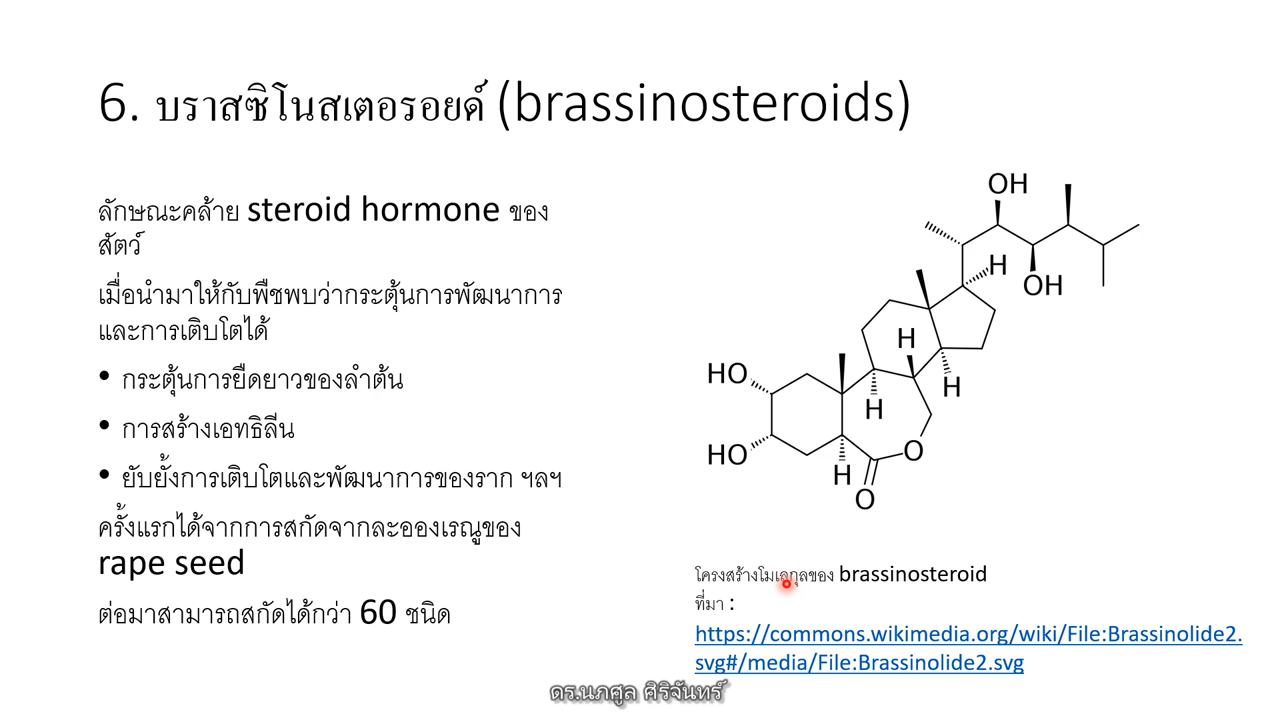 6. บราสซิโนสเตอรอยด์ (brassinosteroids)
ลักษณะคล้าย steroid hormone ของ
สัตว์
เมื่อนำมาให้กับพืชพบว่ากระตุ้นการพัฒนาการ
และการเติบโตได้
• กระตุ้นการยืดยาวของลำต้น
• การสร้างเอทธิลีน
• ยับยั้งการเติบโตและพัฒนาการของราก ฯลฯ
ครั้งแรกได้จากการสกัดจากละอองเรณูของ
rape seed
ต่อมาสามารถสกัดได้กว่า 60 ชนิด
OH
H
OH
H
HO
H
H
HO
O
H
O
โครงสร้างโมเลกุลของ brassinosteroid
ที่มา :
https://commons.wikimedia.org/wiki/File:Brassinolide2.
svg#/media/File:Brassinolide2.svg
ดร.นภศูล ศิริจันทร์